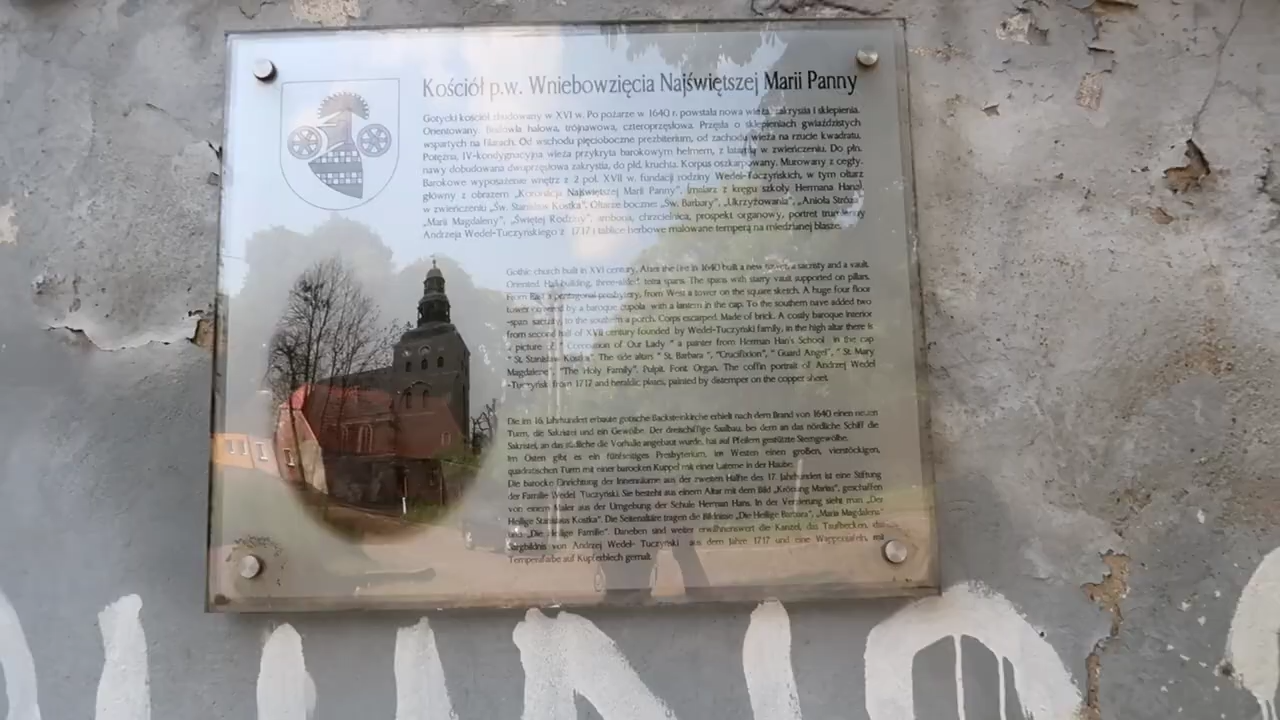 Kościół p.w. Wniebowzięcia Najświętszej Marii Panny
Gotycki kościół zbudowany w XVI w. Po pożarze w 1640 r. powstała nowa wieża, zakrystia i sklepienia.
Orientowany. Budowla halowa, trójnawowa, czteroprzęsłowa. Przęsła o sklepieniach gwiaździstych
wspartych na filarach. Od wschodu pięcioboczne prezbiterium, od zachodu wieża na rzucie kwadratu.
Potężna, IV-kondygnacyjna wieża przykryta barokowym hełmem, z latarnią w zwieńczeniu. Do płn.
nawy dobudowana dwuprzęsłowa zakrystia, do płd. kruchta. Korpus oszkarpowany. Murowany z cegły.
Barokowe wyposażenie wnętrz z 2 poł. XVII w. fundacji rodziny Wedel-Tuczyńskich, w tym ołtarz
główny z obrazem „Koronacja Najświętszej Marii Panny". (malarz z kręgu szkoły Hermana Hana),
w zwieńczeniu „Św. Stanisław Kostka". Ołtarze boczne: „Św. Barbary", „Ukrzyżowania", „Anioła Stróża"
„Marii Magdaleny", „Świętej Rodziny", ambona, chrzcielnica, prospekt organowy, portret trumienny
Andrzeja Wedel-Tuczyńskiego z 1717 i tablice herbowe malowane temperą na miedzianej blasze.
Gothic church built in XVI century. After the fire in 1640 built a new tower, a sacristy and a vault.
Oriented. Hall-building, three-aisle, tetra spans. The spans with starry vault supported on pillars.
From East a pentagonal presbytery, from West a tower on the square sketch. A huge four floor
tower covered by a baroque cupola with a lantern in the cap. To the southern nave added two
-span sacristy, to the southern a porch. Corps escarped. Made of brick. A costly baroque interior
from second half of XVII century founded by Wedel-Tuczyński family, in the high altar there is
a picture of " Coronation of Our Lady " a painter from Herman Han's School in the cap
" St. Stanislaw Kostka". The side altars " St. Barbara ", "Crucifixion", " Guard Angel", " St. Mary
Magdalene", "The Holy Family". Pulpit. Font. Organ. The coffin portrait of Andrzej Wedel
-Tuczyński from 1717 and heraldic plates, painted by distemper on the copper sheet.
Die im 16. Jahrhundert erbaute gotische Backsteinkirche erhielt nach dem Brand von 1640 einen neuen
Turm, die Sakristei und ein Gewölbe. Der dreischiffige Saalbau, bei dem an das nördliche Schiff die
Sakristei, an das südliche die Vorhalle angebaut wurde, hat auf Pfeilern gestützte Sterngewölbe.
Im Osten gibt es ein fünfseitiges Presbyterium, im Westen einen großen, vierstöckigen,
quadratischen Turm mit einer barocken Kuppel mit einer Laterne in der Haube.
Die barocke Einrichtung der Innenräume aus der zweiten Hälfte des 17. Jahrhundert ist eine Stiftung
der Familie Wedel Tuczyński. Sie besteht aus einem Altar mit dem Bild „Krönung Marias", geschaffen
von einem Maler aus der Umgebung der Schule Herman Hans. In der Verzierung sieht man „Der
Heilige Stanislaus Kostka". Die Seitenaltäre tragen die Bildnisse „Die Heilige Barbara", „Maria Magdalena"
und „Die Heilige Familie". Daneben sind weiter erwähnenswert die Kanzel, das Taufbecken, das
Sargbildnis von Andrzej Wedel- Tuczyński aus dem Jahre 1717 und eine Wappentafeln, mit
Temperafarbe auf Kupferblech gemalt.